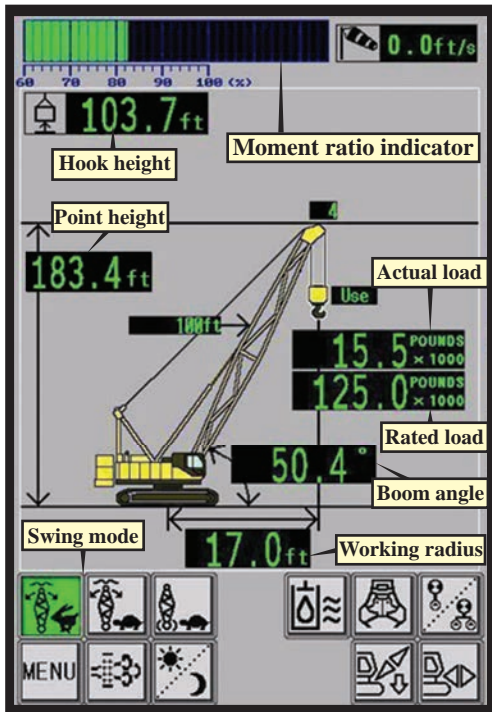 0.0ft/s
60 70 80 90 100 (%)
103.7ft
Hook height
Moment ratio indicator
4
Point height
183.4ft
Actual load
Use
100ft
15.5 POUNDS × 1000
125.0 POUNDS × 1000
Rated load
50.4°
Boom angle
Swing mode
17.0ft
Working radius
MENU